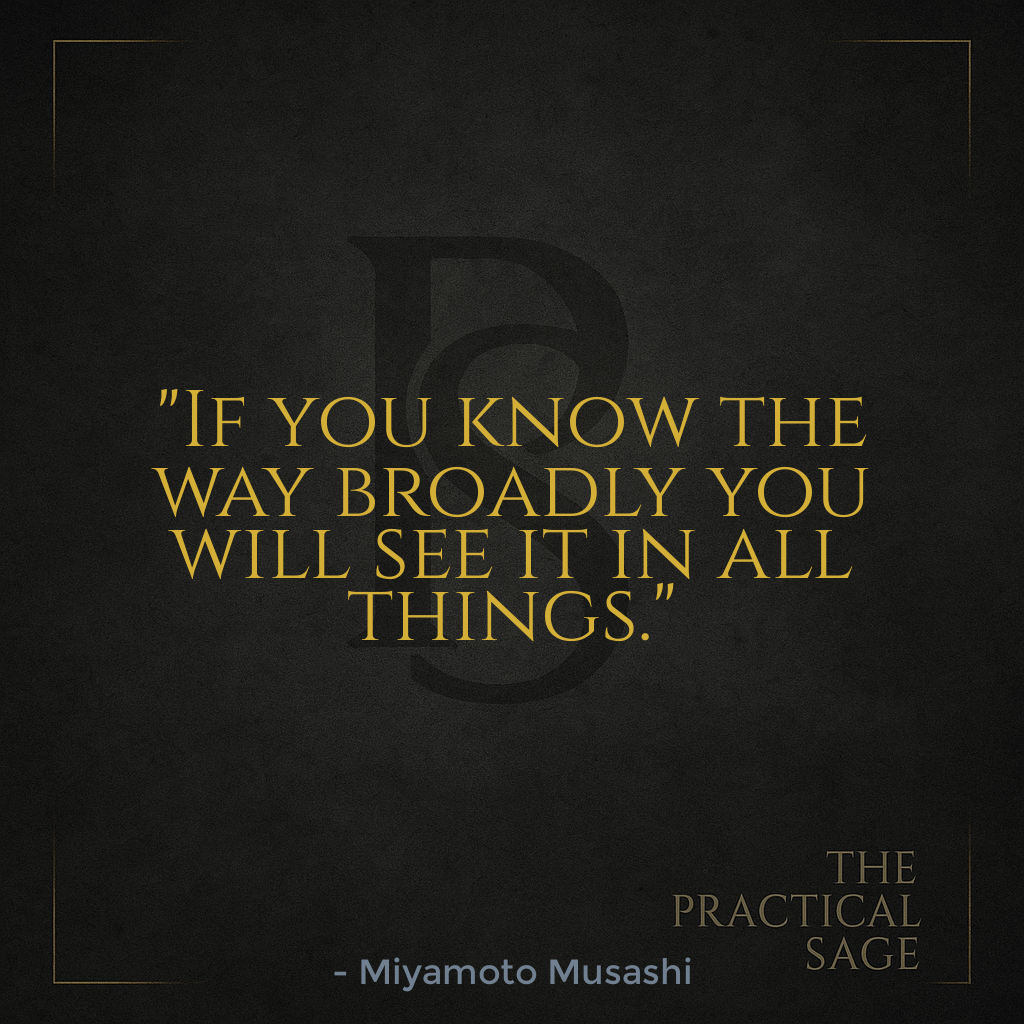 "If you know the
way broadly you
will see it in all
things."
THE
PRACTICAL
SAGE
- Miyamoto Musashi